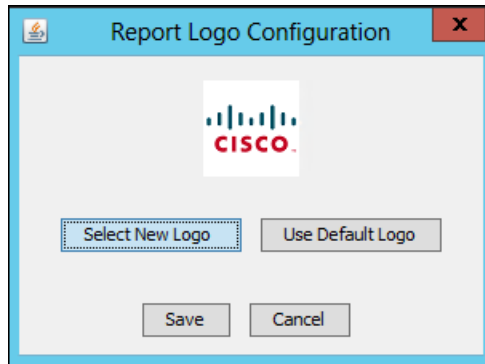 Report Logo Configuration
X
CISCO.
Select New Logo
Use Default Logo
Save
Cancel